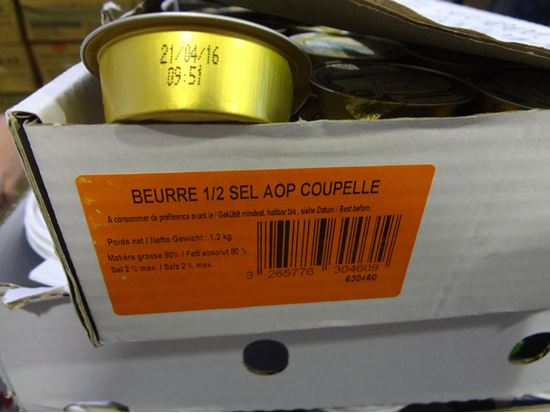 21/04/16
09:51
BEURRE 1/2 SEL AOP COUPELLE
A consommer de préférence avant le / Gekühlt mindest. haltbar bis, siehe Datum / Best before :
Poids net / Netto Gewicht : 1,2 kg
Matière grasse 80% / Fett absolut 80 %
Sel 2 % max. / Salz 2 % max.
3 265776 304609
630460